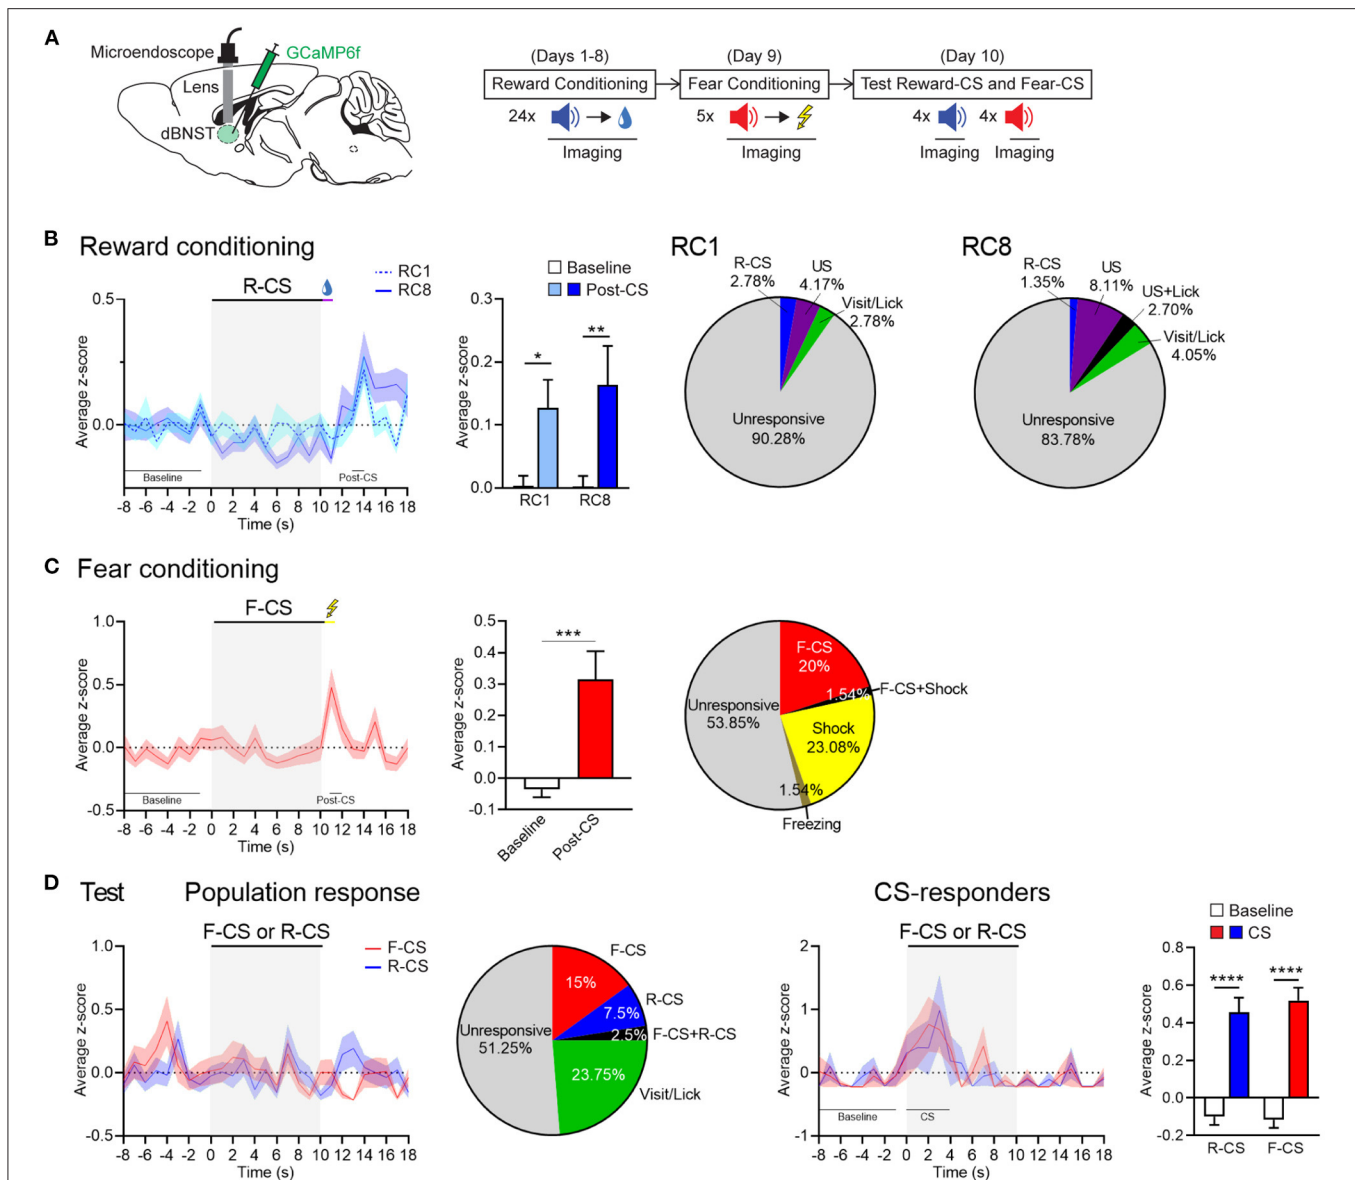 A
Microendoscope
GCaMP6f
Lens
dBNST
(Days 1-8)
(Day 9)
(Day 10)
Reward Conditioning
Fear Conditioning
Test Reward-CS and Fear-CS
24x
5x
4x
4x
Imaging
Imaging
Imaging
Imaging
B
Reward conditioning
RC1
RC8
R-CS
Average z-score
0.5
0.0
-0.5
Baseline
Post-CS
-8 -6 -4 -2 0 2 4 6 8 10 12 14 16 18
Time (s)
Baseline
Post-CS
Average z-score
0.3
0.2
0.1
0.0
*
**
RC1
RC8
RC1
R-CS
2.78%
US
4.17%
Visit/Lick
2.78%
Unresponsive
90.28%
RC8
R-CS
1.35%
US
8.11%
US+Lick
2.70%
Visit/Lick
4.05%
Unresponsive
83.78%
C
Fear conditioning
F-CS
Average z-score
1.0
0.5
0.0
-0.5
Baseline
Post-CS
-8 -6 -4 -2 0 2 4 6 8 10 12 14 16 18
Time (s)
Average z-score
0.5
0.4
0.3
0.2
0.1
0.0
-0.1
***
Baseline
Post-CS
F-CS
20%
1.54%
F-CS+Shock
Unresponsive
53.85%
Shock
23.08%
1.54%
Freezing
D
Test
Population response
F-CS or R-CS
F-CS
R-CS
Average z-score
1.0
0.5
0.0
-0.5
-8 -6 -4 -2 0 2 4 6 8 10 12 14 16 18
Time (s)
F-CS
15%
R-CS
7.5%
F-CS+R-CS
2.5%
Unresponsive
51.25%
23.75%
Visit/Lick
CS-responders
F-CS or R-CS
Average z-score
2
1
0
-1
Baseline
CS
-8 -6 -4 -2 0 2 4 6 8 10 12 14 16 18
Time (s)
Baseline
CS
Average z-score
0.8
0.6
0.4
0.2
0.0
-0.2
****
****
R-CS
F-CS